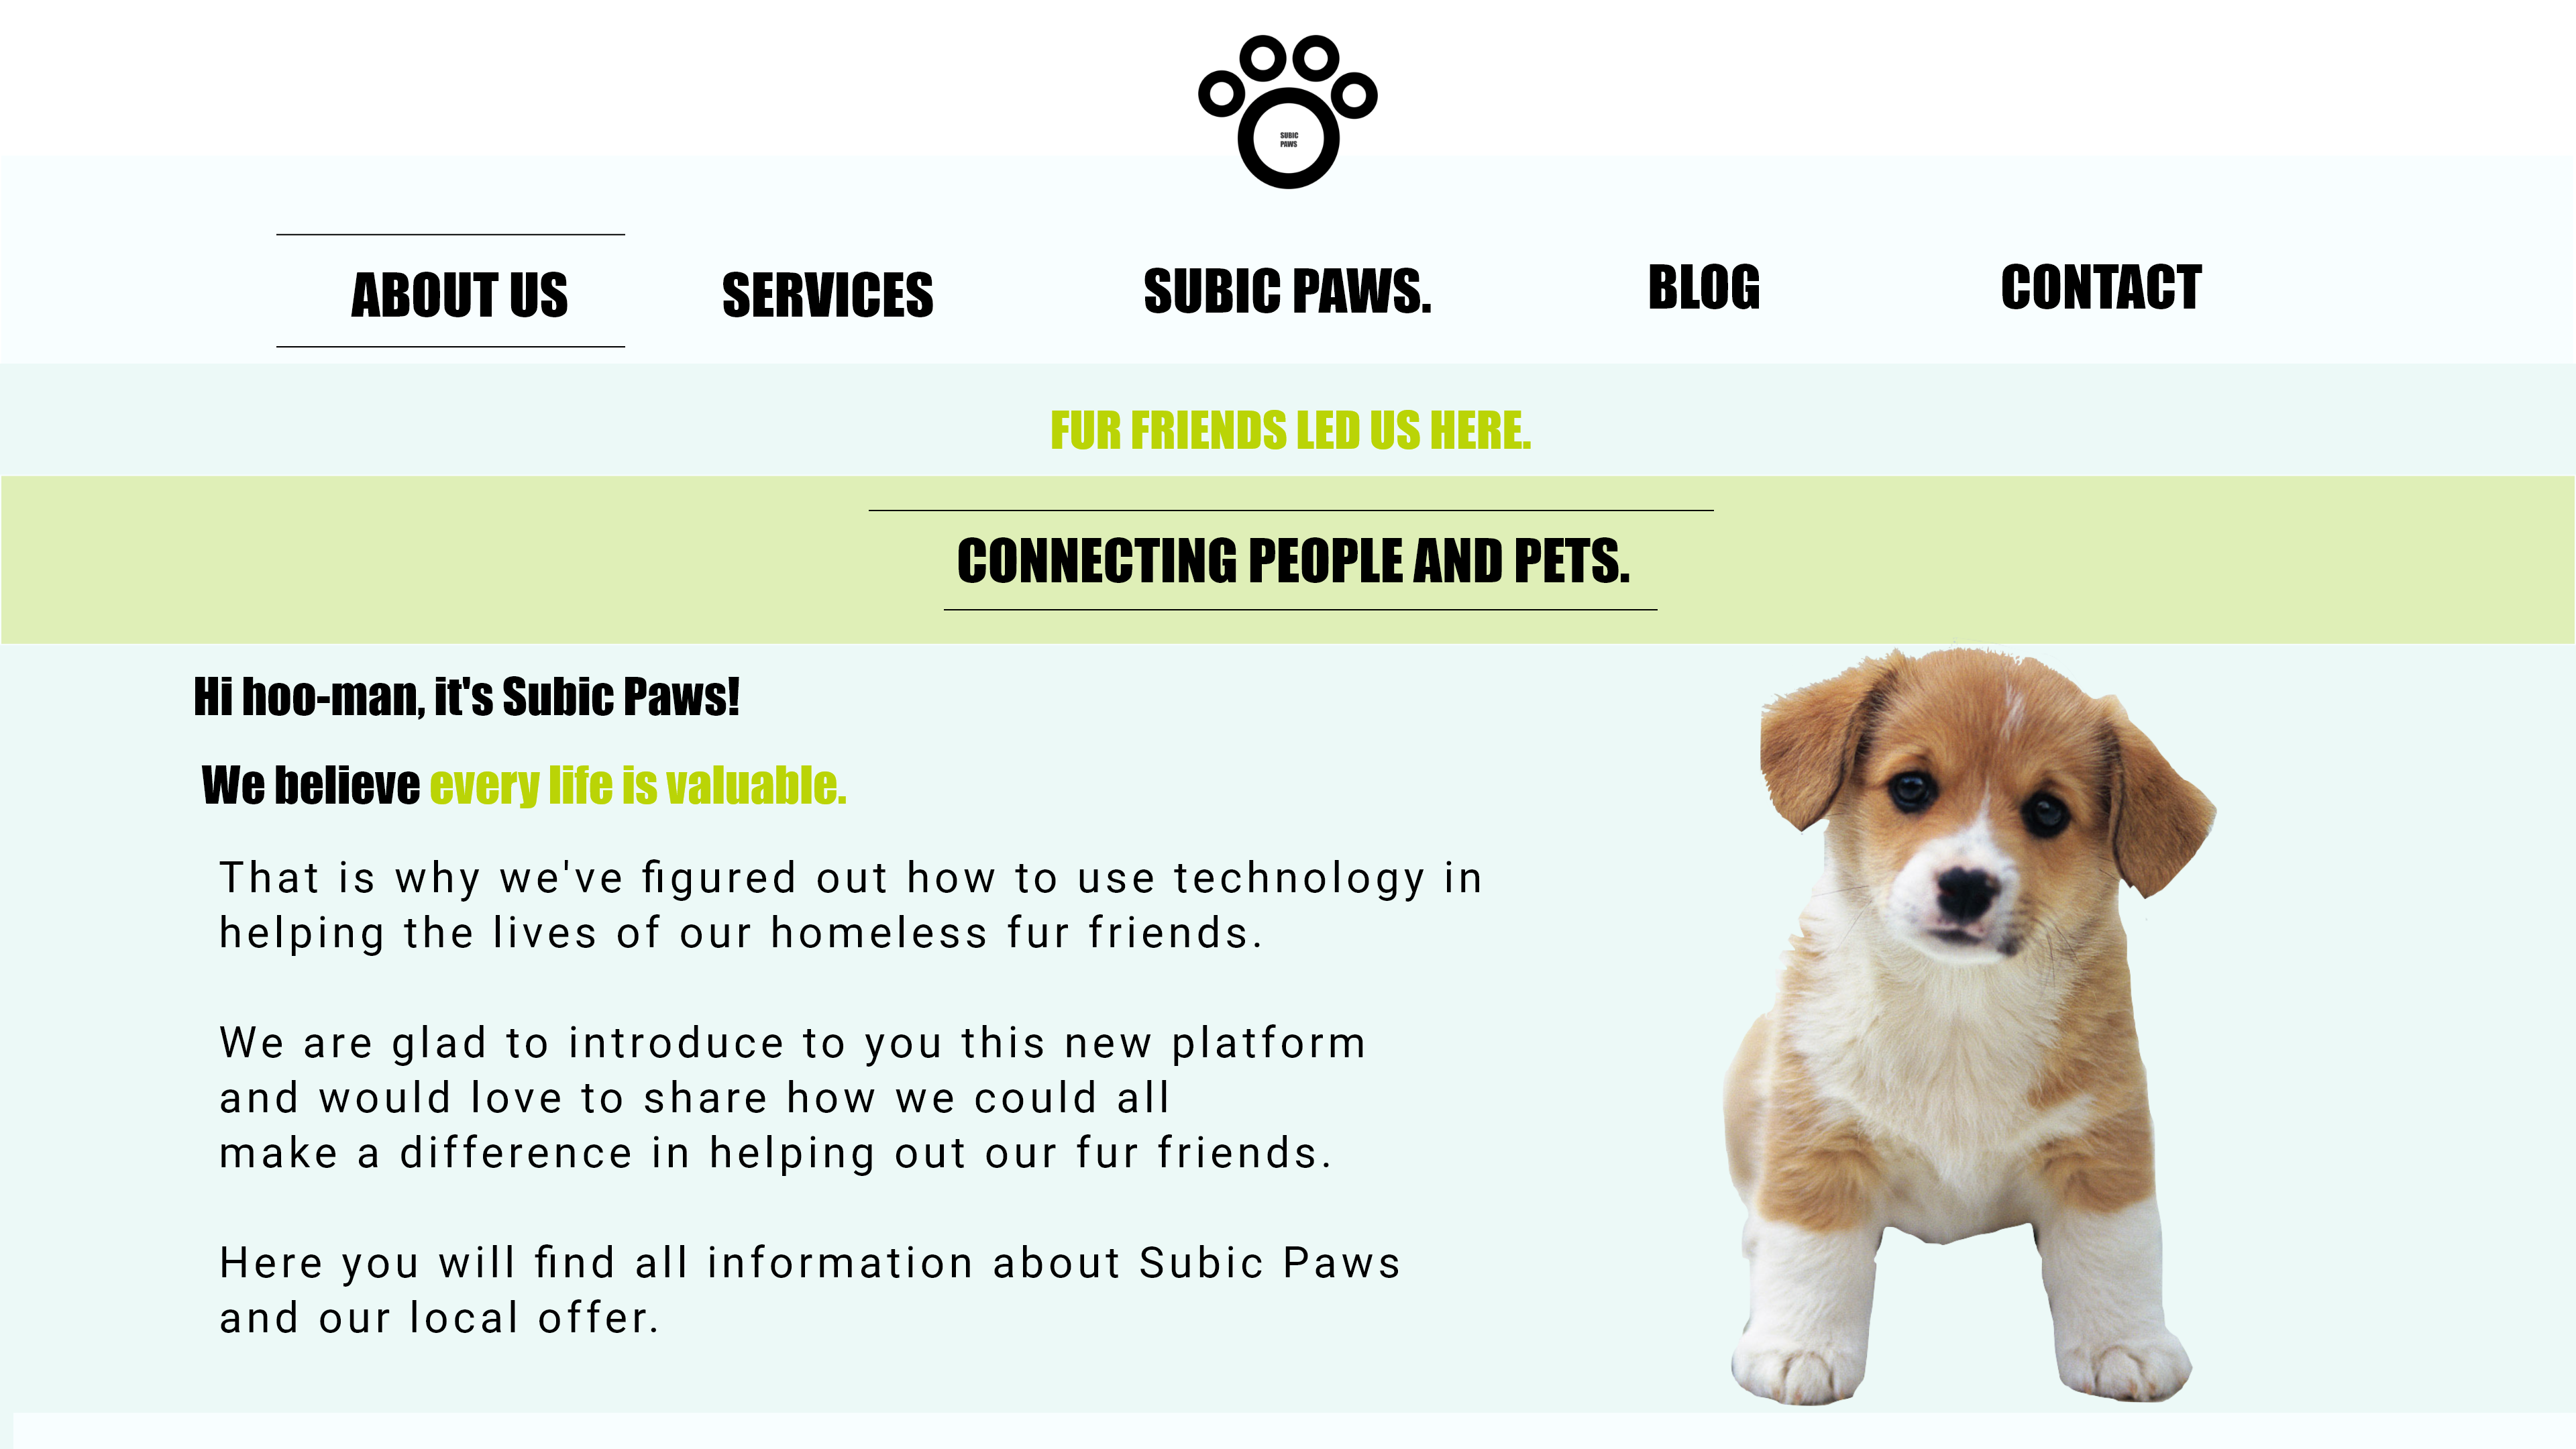 SUBIC
PAWS
ABOUT US
SERVICES
SUBIC PAWS.
BLOG
CONTACT
FUR FRIENDS LED US HERE.
CONNECTING PEOPLE AND PETS.
Hi hoo-man, it's Subic Paws!
We believe every life is valuable.
That is why we've figured out how to use technology in
helping the lives of our homeless fur friends.
We are glad to introduce to you this new platform
and would love to share how we could all
make a difference in helping out our fur friends.
Here you will find all information about Subic Paws
and our local offer.